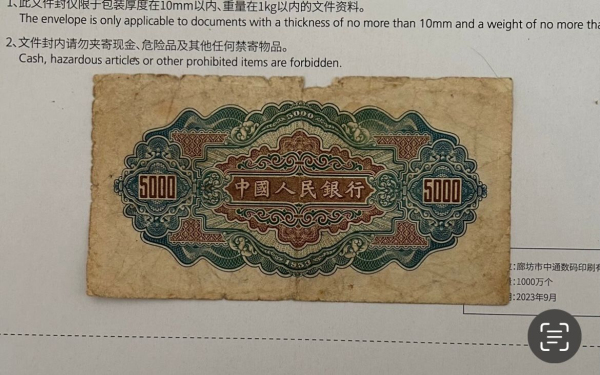 1、此文件封仅限于包装厚度在10mm以内、重量在1kg以内的文件资料。
The envelope is only applicable to documents with a thickness of no more than 10mm and a weight of no more tha
2、文件封内请勿夹寄现金、危险品及其他任何禁寄物品。
Cash, hazardous articles or other prohibited items are forbidden.
5000
5000 中國人民銀行 5000
1953
:廊坊市中通数码印刷有
:1000万个
:2023年9月